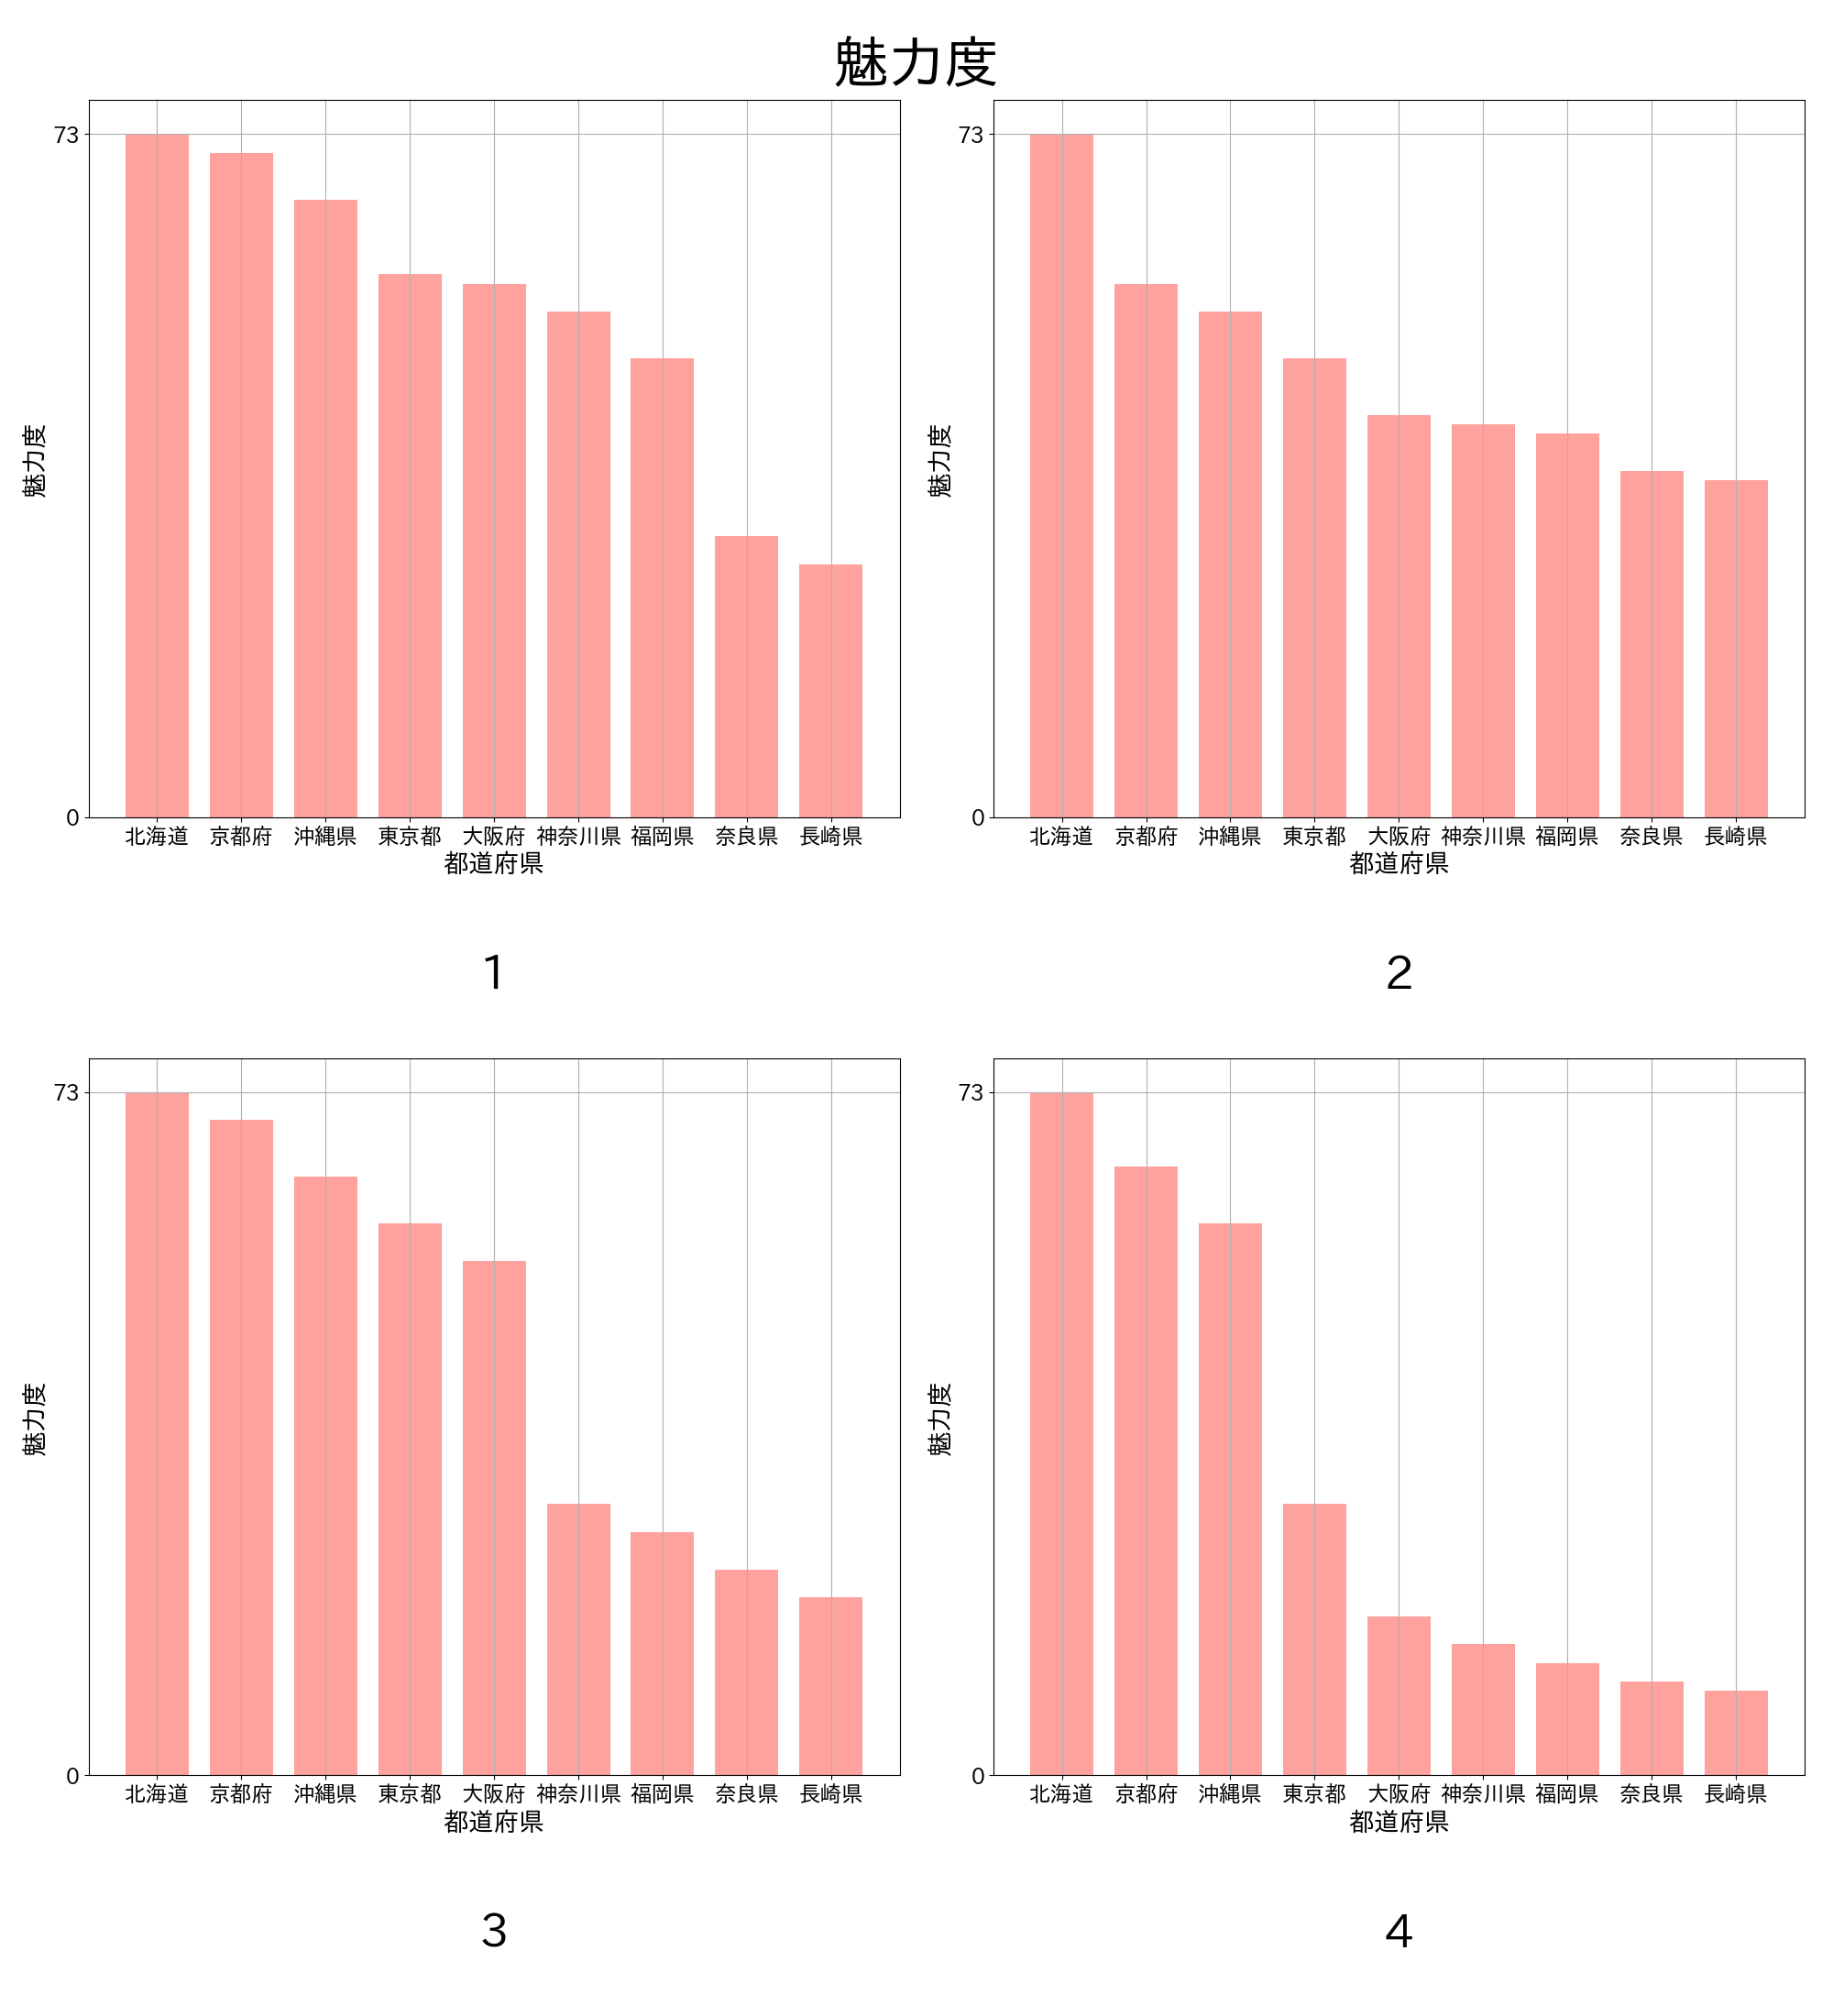 魅力度
73
0
魅力度
北海道 京都府 沖縄県 東京都 大阪府 神奈川県 福岡県 奈良県 長崎県
都道府県
1
73
0
魅力度
北海道 京都府 沖縄県 東京都 大阪府 神奈川県 福岡県 奈良県 長崎県
都道府県
2
73
0
魅力度
北海道 京都府 沖縄県 東京都 大阪府 神奈川県 福岡県 奈良県 長崎県
都道府県
3
73
0
魅力度
北海道 京都府 沖縄県 東京都 大阪府 神奈川県 福岡県 奈良県 長崎県
都道府県
4